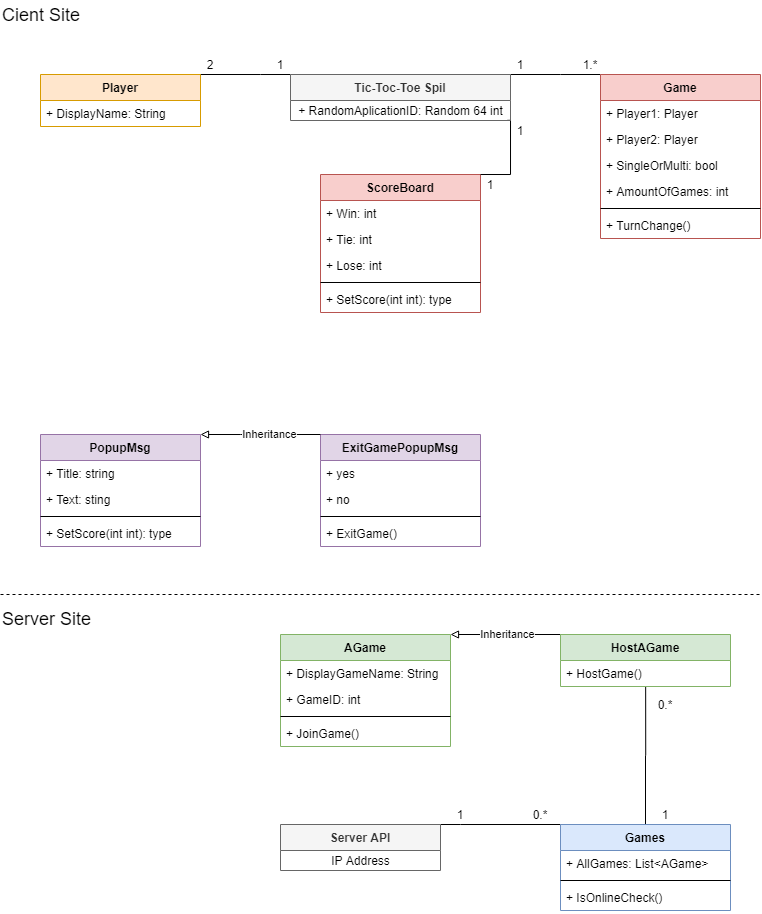 Cient Site
2
1
1
1.*
Player
+ DisplayName: String
Tic-Toc-Toe Spil
+ RandomAplicationID: Random 64 int
1
1
Game
+ Player1: Player
+ Player2: Player
+ SingleOrMulti: bool
+ AmountOfGames: int
+ TurnChange()
ScoreBoard
+ Win: int
+ Tie: int
+ Lose: int
+ SetScore(int int): type
PopupMsg
+ Title: string
+ Text: sting
+ SetScore(int int): type
Inheritance
ExitGamePopupMsg
+ yes
+ no
+ ExitGame()
Server Site
AGame
+ DisplayGameName: String
+ GameID: int
+ JoinGame()
Inheritance
HostAGame
+ HostGame()
0.*
1
1
0.*
Server API
IP Address
Games
+ AllGames: List<AGame>
+ IsOnlineCheck()